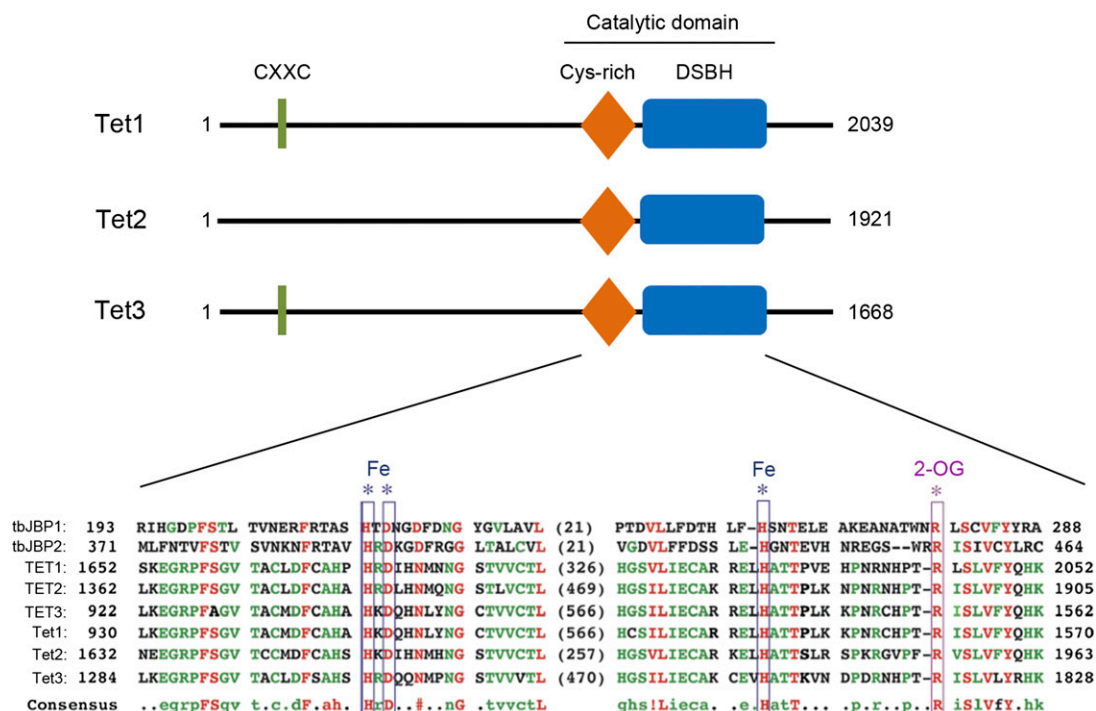 Catalytic domain
CXXC Cys-rich DSBH
Tet1 1 2039
Tet2 1 1921
Tet3 1 1668
Fe Fe 2-OG
* * * *
tbJBP1: 193 RIHGDPFSTL TVNERFRTAS HTDNGDFDNG YGVLAVL (21) PTDVLLFDTH LF-HSNTELE AKEANATWNR LSCVFYYRA 288
tbJBP2: 371 MLFNTVFSTV SVNKNFRTAV HRDKGDFRGG LTALCVL (21) VGDVLFFDSS LE-HGNTEVH NREGS--WRR ISIVCYLRC 464
TET1: 1652 SKEGRPFSGV TACLDFCAHP HRDIHNMNNG STVVCTL (326) HGSVLIECAR RELHATTPVE HPNRNHPT-R LSLVFYQHK 2052
TET2: 1362 LKEGRPFSGV TACLDFCAHP HRDLHNMQNG STLVCTL (469) HGSILIECAR RELHATTPLK NPNRNHPT-R ISLVFYQHK 1905
TET3: 922 LKEGRPFAGV TACMDFCAHA HKDQHNLYNG CTVVCTL (566) HGSILIECAR RELHATTPLK KPNRCHPT-R ISLVFYQHK 1562
Tet1: 930 LKEGRPFSGV TACMDFCAHA HKDQHNLYNG CTVVCTL (566) HCSILIECAR RELHATTPLK KPNRCHPT-R ISLVFYQHK 1570
Tet2: 1632 NEEGRPFSGV TCCMDFCAHS HKDIHNMHNG STVVCTL (257) HGSVLIECAR KELHATTSLR SPKRGVPF-R VSLVFYQHK 1963
Tet3: 1284 LKEGRPFSGV TACMDFSAHS HRDQQNMPNG STVVVTL (470) HGSILIECAK CEVHATTKVN DPDRNHPT-R ISLVLYRHK 1828
Consensus ..egrpFSgv t.c.dF.ah. HrD..#..nG .tvvctL ghs!Lieca. .e.HatT... .p.r..p..R iSlvfY.hk